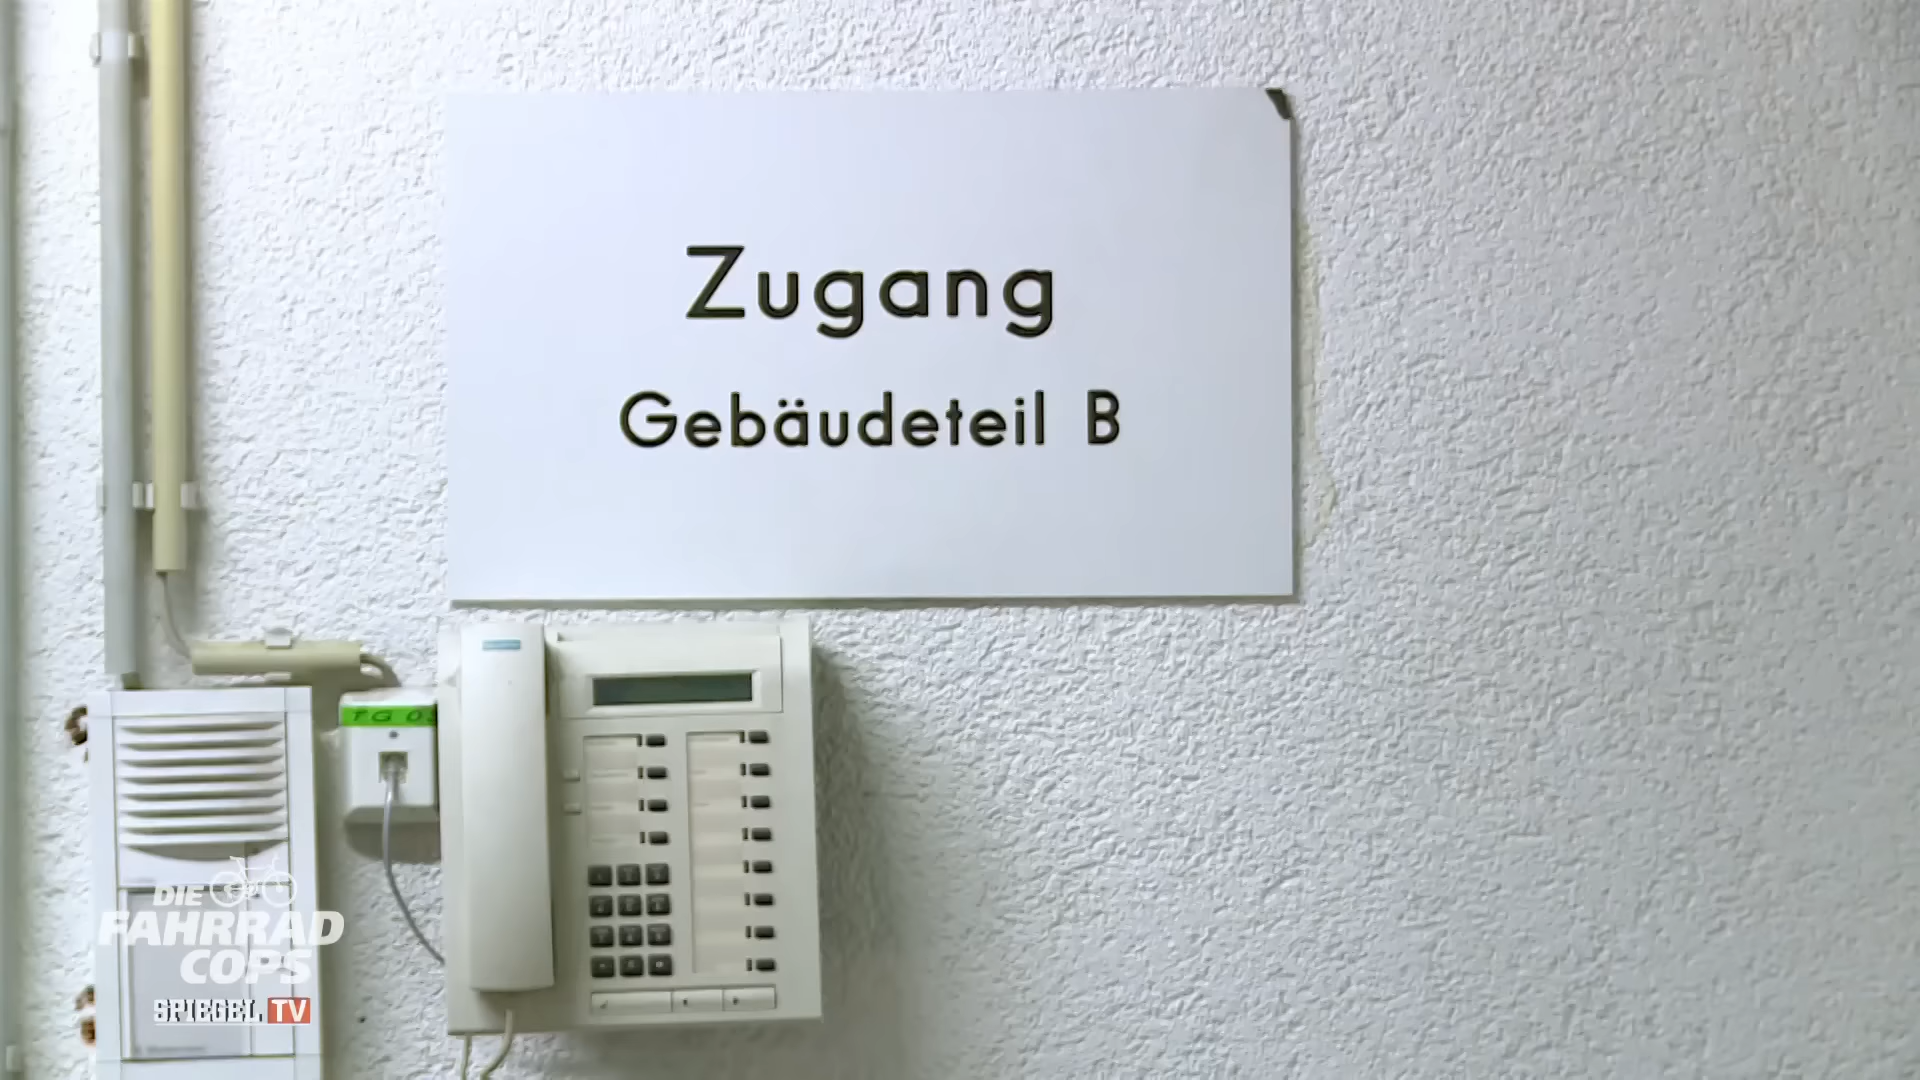 Zugang
Gebäudeteil B
DIE
FAHRRAD
COPS
SPIEGEL TV